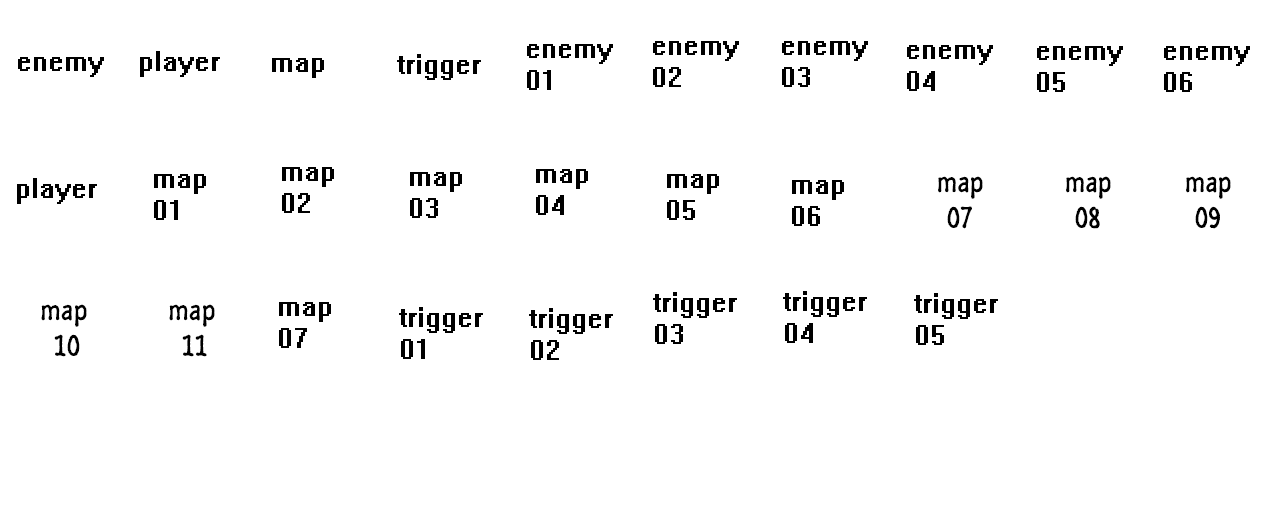 enemy player map trigger enemy enemy enemy enemy enemy enemy
01 02 03 04 05 06
player map map map map map map map map map
01 02 03 04 05 06 07 08 09
map map map trigger trigger trigger trigger trigger
10 11 07 01 02 03 04 05